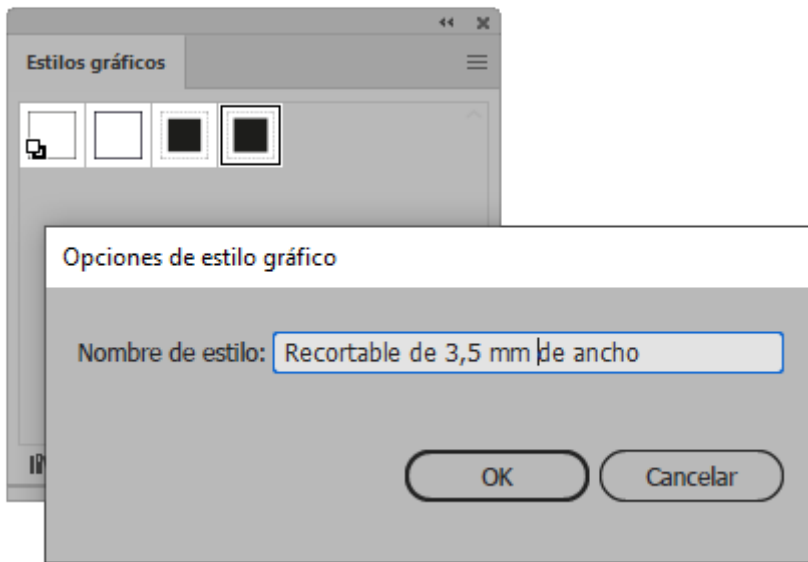 Estilos gráficos
Opciones de estilo gráfico
Nombre de estilo: Recortable de 3,5 mm de ancho
OK Cancelar